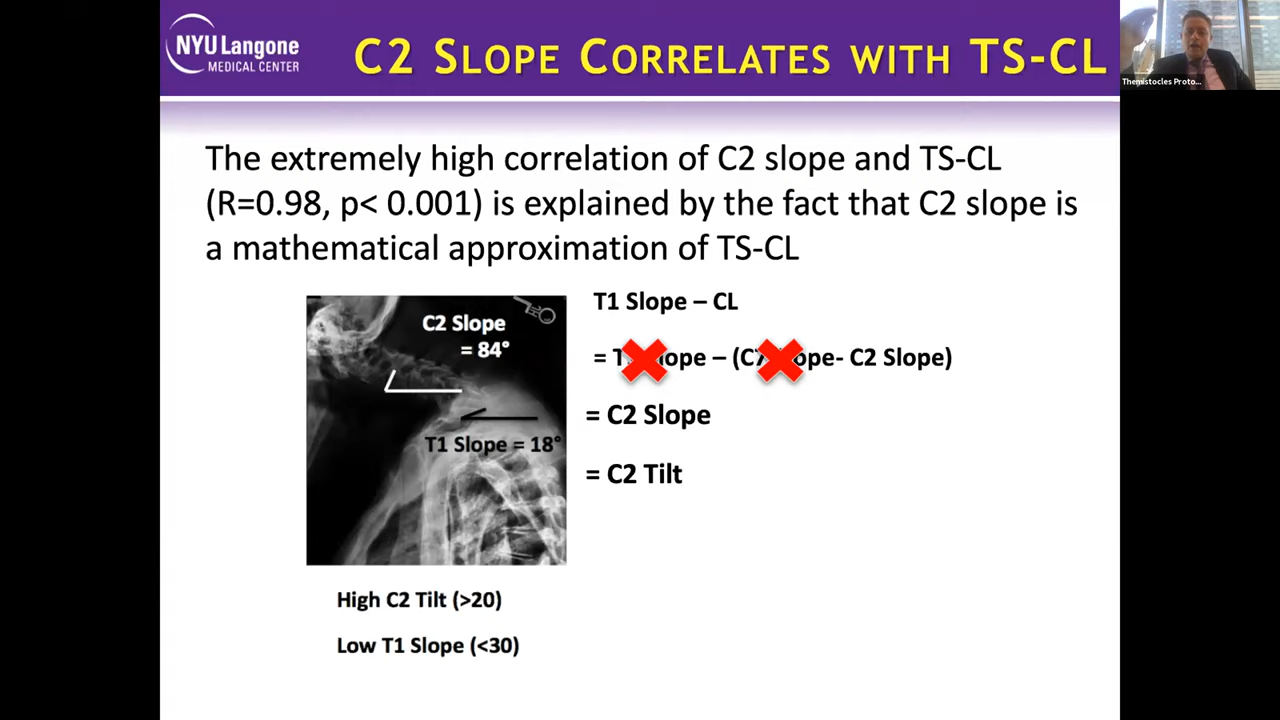 NYU Langone
MEDICAL CENTER
C2 SLOPE CORRELATES WITH TS-CL
Themistocles Proto...
The extremely high correlation of C2 slope and TS-CL
(R=0.98, p< 0.001) is explained by the fact that C2 slope is
a mathematical approximation of TS-CL
C2 Slope
= 84°
T1 Slope = 18°
T1 Slope – CL
= T1 Slope – (C7 Slope- C2 Slope)
= C2 Slope
= C2 Tilt
High C2 Tilt (>20)
Low T1 Slope (<30)